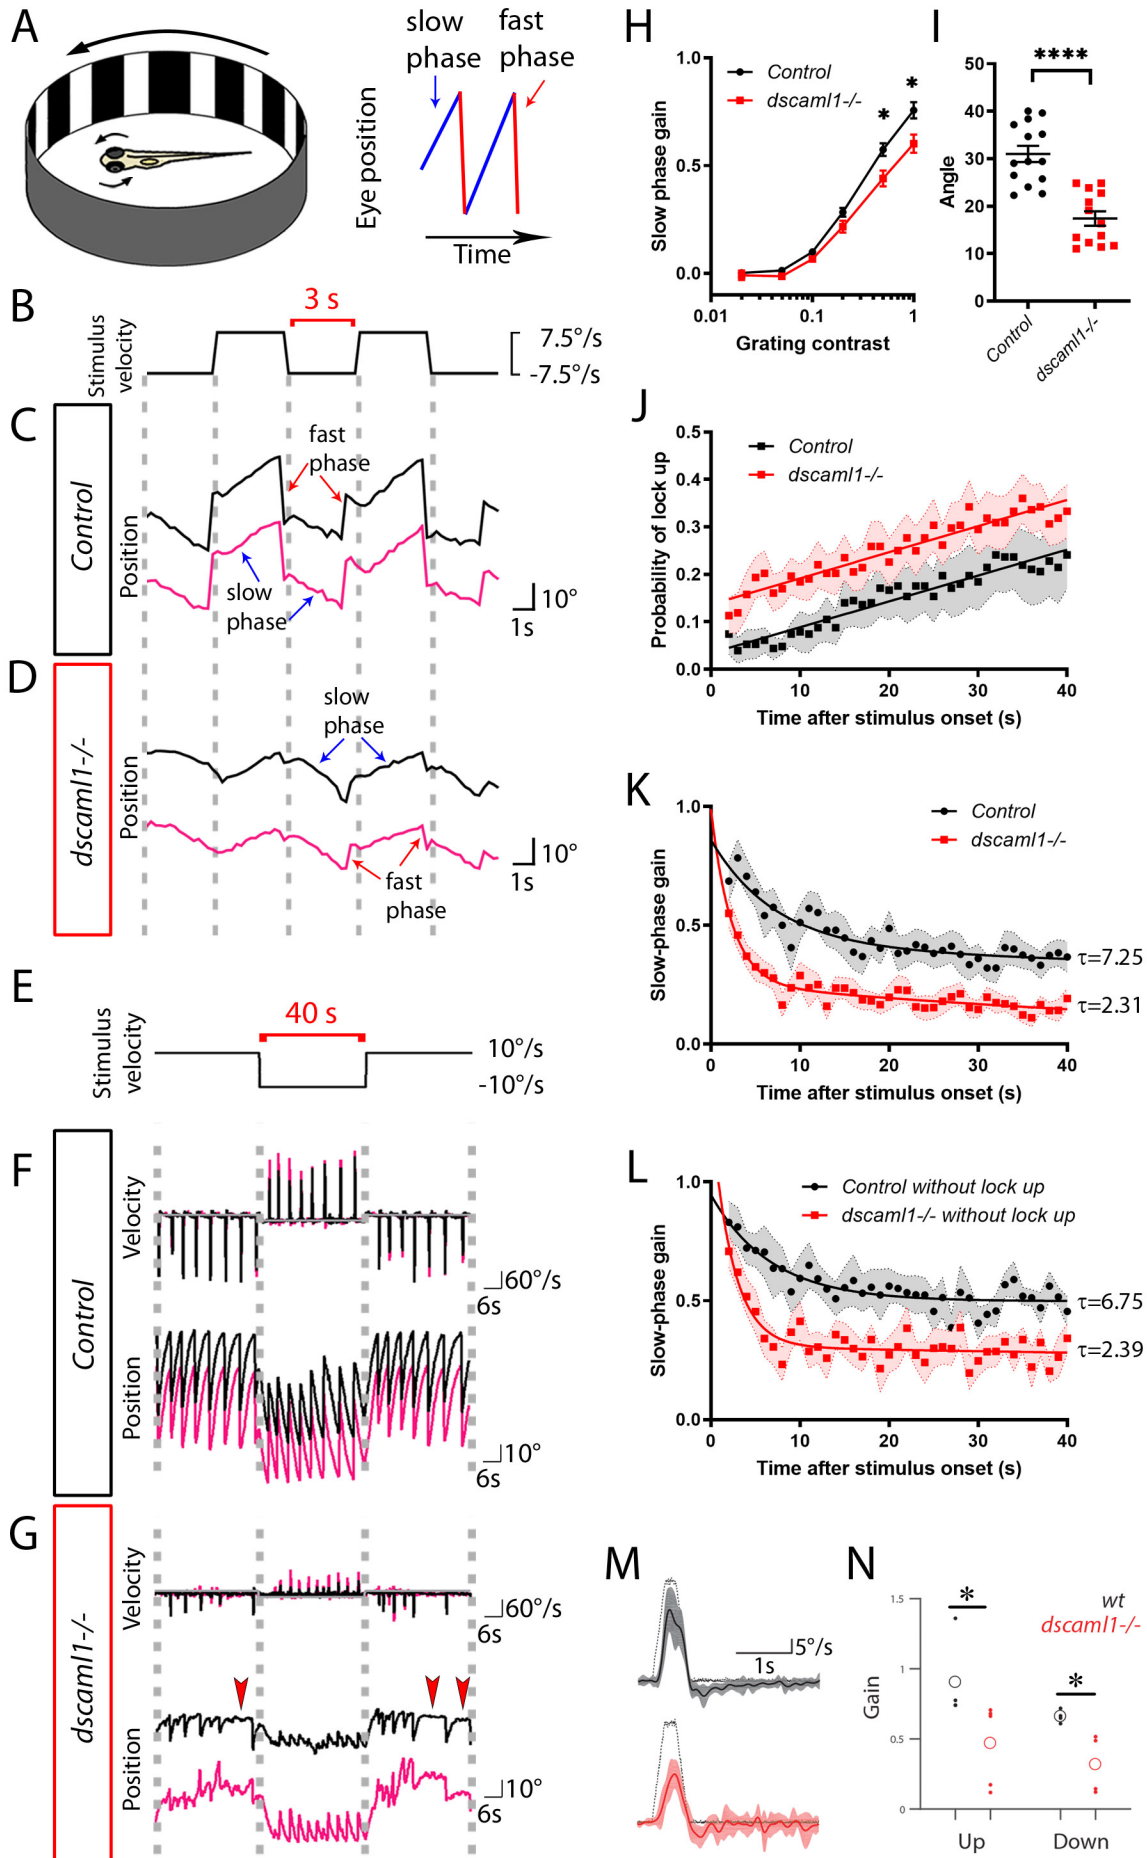 A
slow phase
fast phase
Eye position
Time
B
Stimulus velocity
3 s
7.5°/s
-7.5°/s
C
Control
Position
fast phase
slow phase
10°
1s
D
dscaml1-/-
Position
slow phase
fast phase
10°
1s
E
Stimulus velocity
40 s
10°/s
-10°/s
F
Control
Velocity
60°/s
6s
Position
10°
6s
G
dscaml1-/-
Velocity
60°/s
6s
Position
10°
6s
H
Control
dscaml1-/-
Slow phase gain
1.0
0.5
0.0
* *
0.01 0.1 1
Grating contrast
I
****
Angle
50
40
30
20
10
0
Control
dscaml1-/-
J
Control
dscaml1-/-
Probability of lock up
0.5
0.4
0.3
0.2
0.1
0.0
0 10 20 30 40
Time after stimulus onset (s)
K
Control
dscaml1-/-
Slow-phase gain
1.0
0.5
0.0
τ=7.25
τ=2.31
0 10 20 30 40
Time after stimulus onset (s)
L
Control without lock up
dscaml1-/- without lock up
Slow-phase gain
1.0
0.5
0.0
τ=6.75
τ=2.39
0 10 20 30 40
Time after stimulus onset (s)
M
5°/s
1s
N
wt
dscaml1-/-
Gain
1.5
1
0.5
0
* *
Up Down